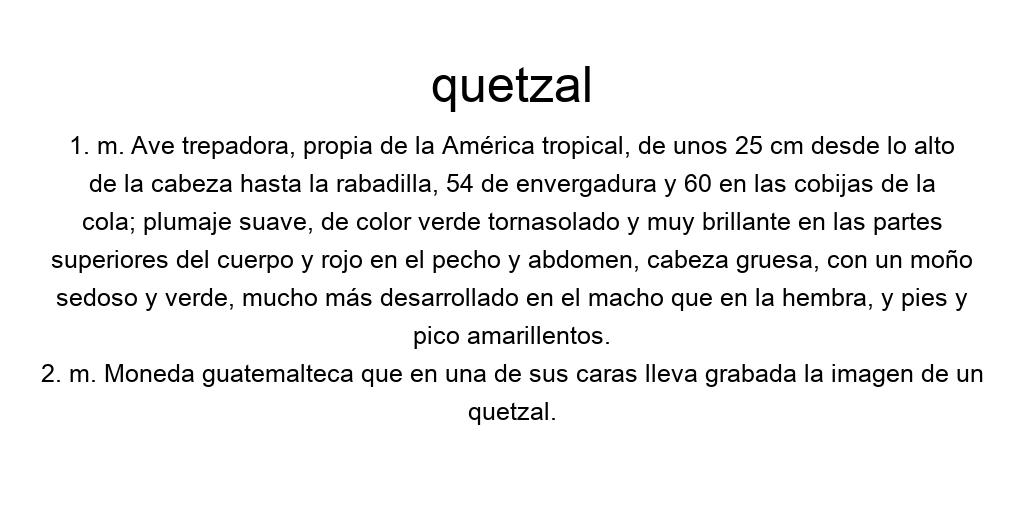 quetzal
1. m. Ave trepadora, propia de la América tropical, de unos 25 cm desde lo alto
de la cabeza hasta la rabadilla, 54 de envergadura y 60 en las cobijas de la
cola; plumaje suave, de color verde tornasolado y muy brillante en las partes
superiores del cuerpo y rojo en el pecho y abdomen, cabeza gruesa, con un moño
sedoso y verde, mucho más desarrollado en el macho que en la hembra, y pies y
pico amarillentos.
2. m. Moneda guatemalteca que en una de sus caras lleva grabada la imagen de un
quetzal.